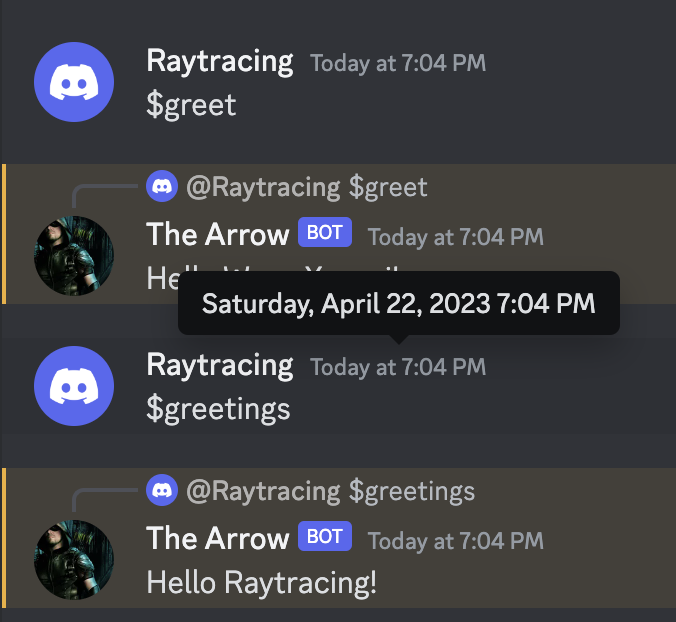 Raytracing Today at 7:04 PM
$greet
@Raytracing $greet
The Arrow BOT Today at 7:04 PM
Saturday, April 22, 2023 7:04 PM
Raytracing Today at 7:04 PM
$greetings
@Raytracing $greetings
The Arrow BOT Today at 7:04 PM
Hello Raytracing!